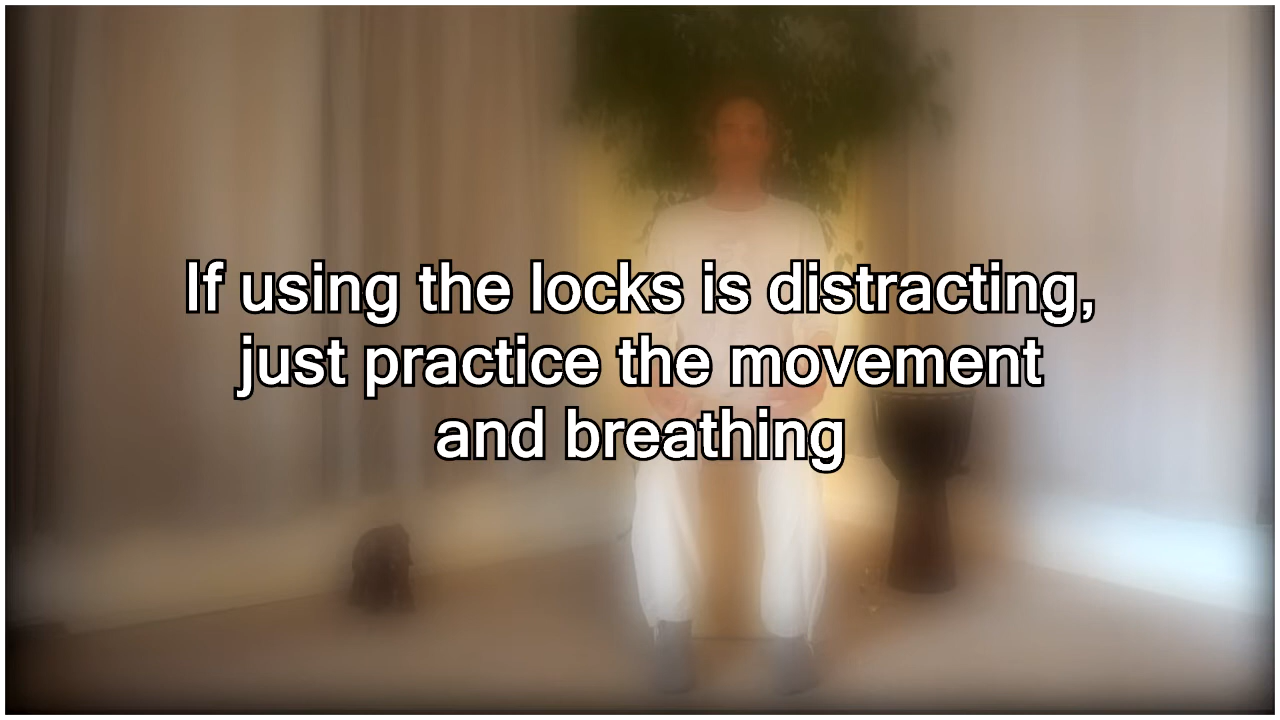 If using the locks is distracting,
just practice the movement
and breathing